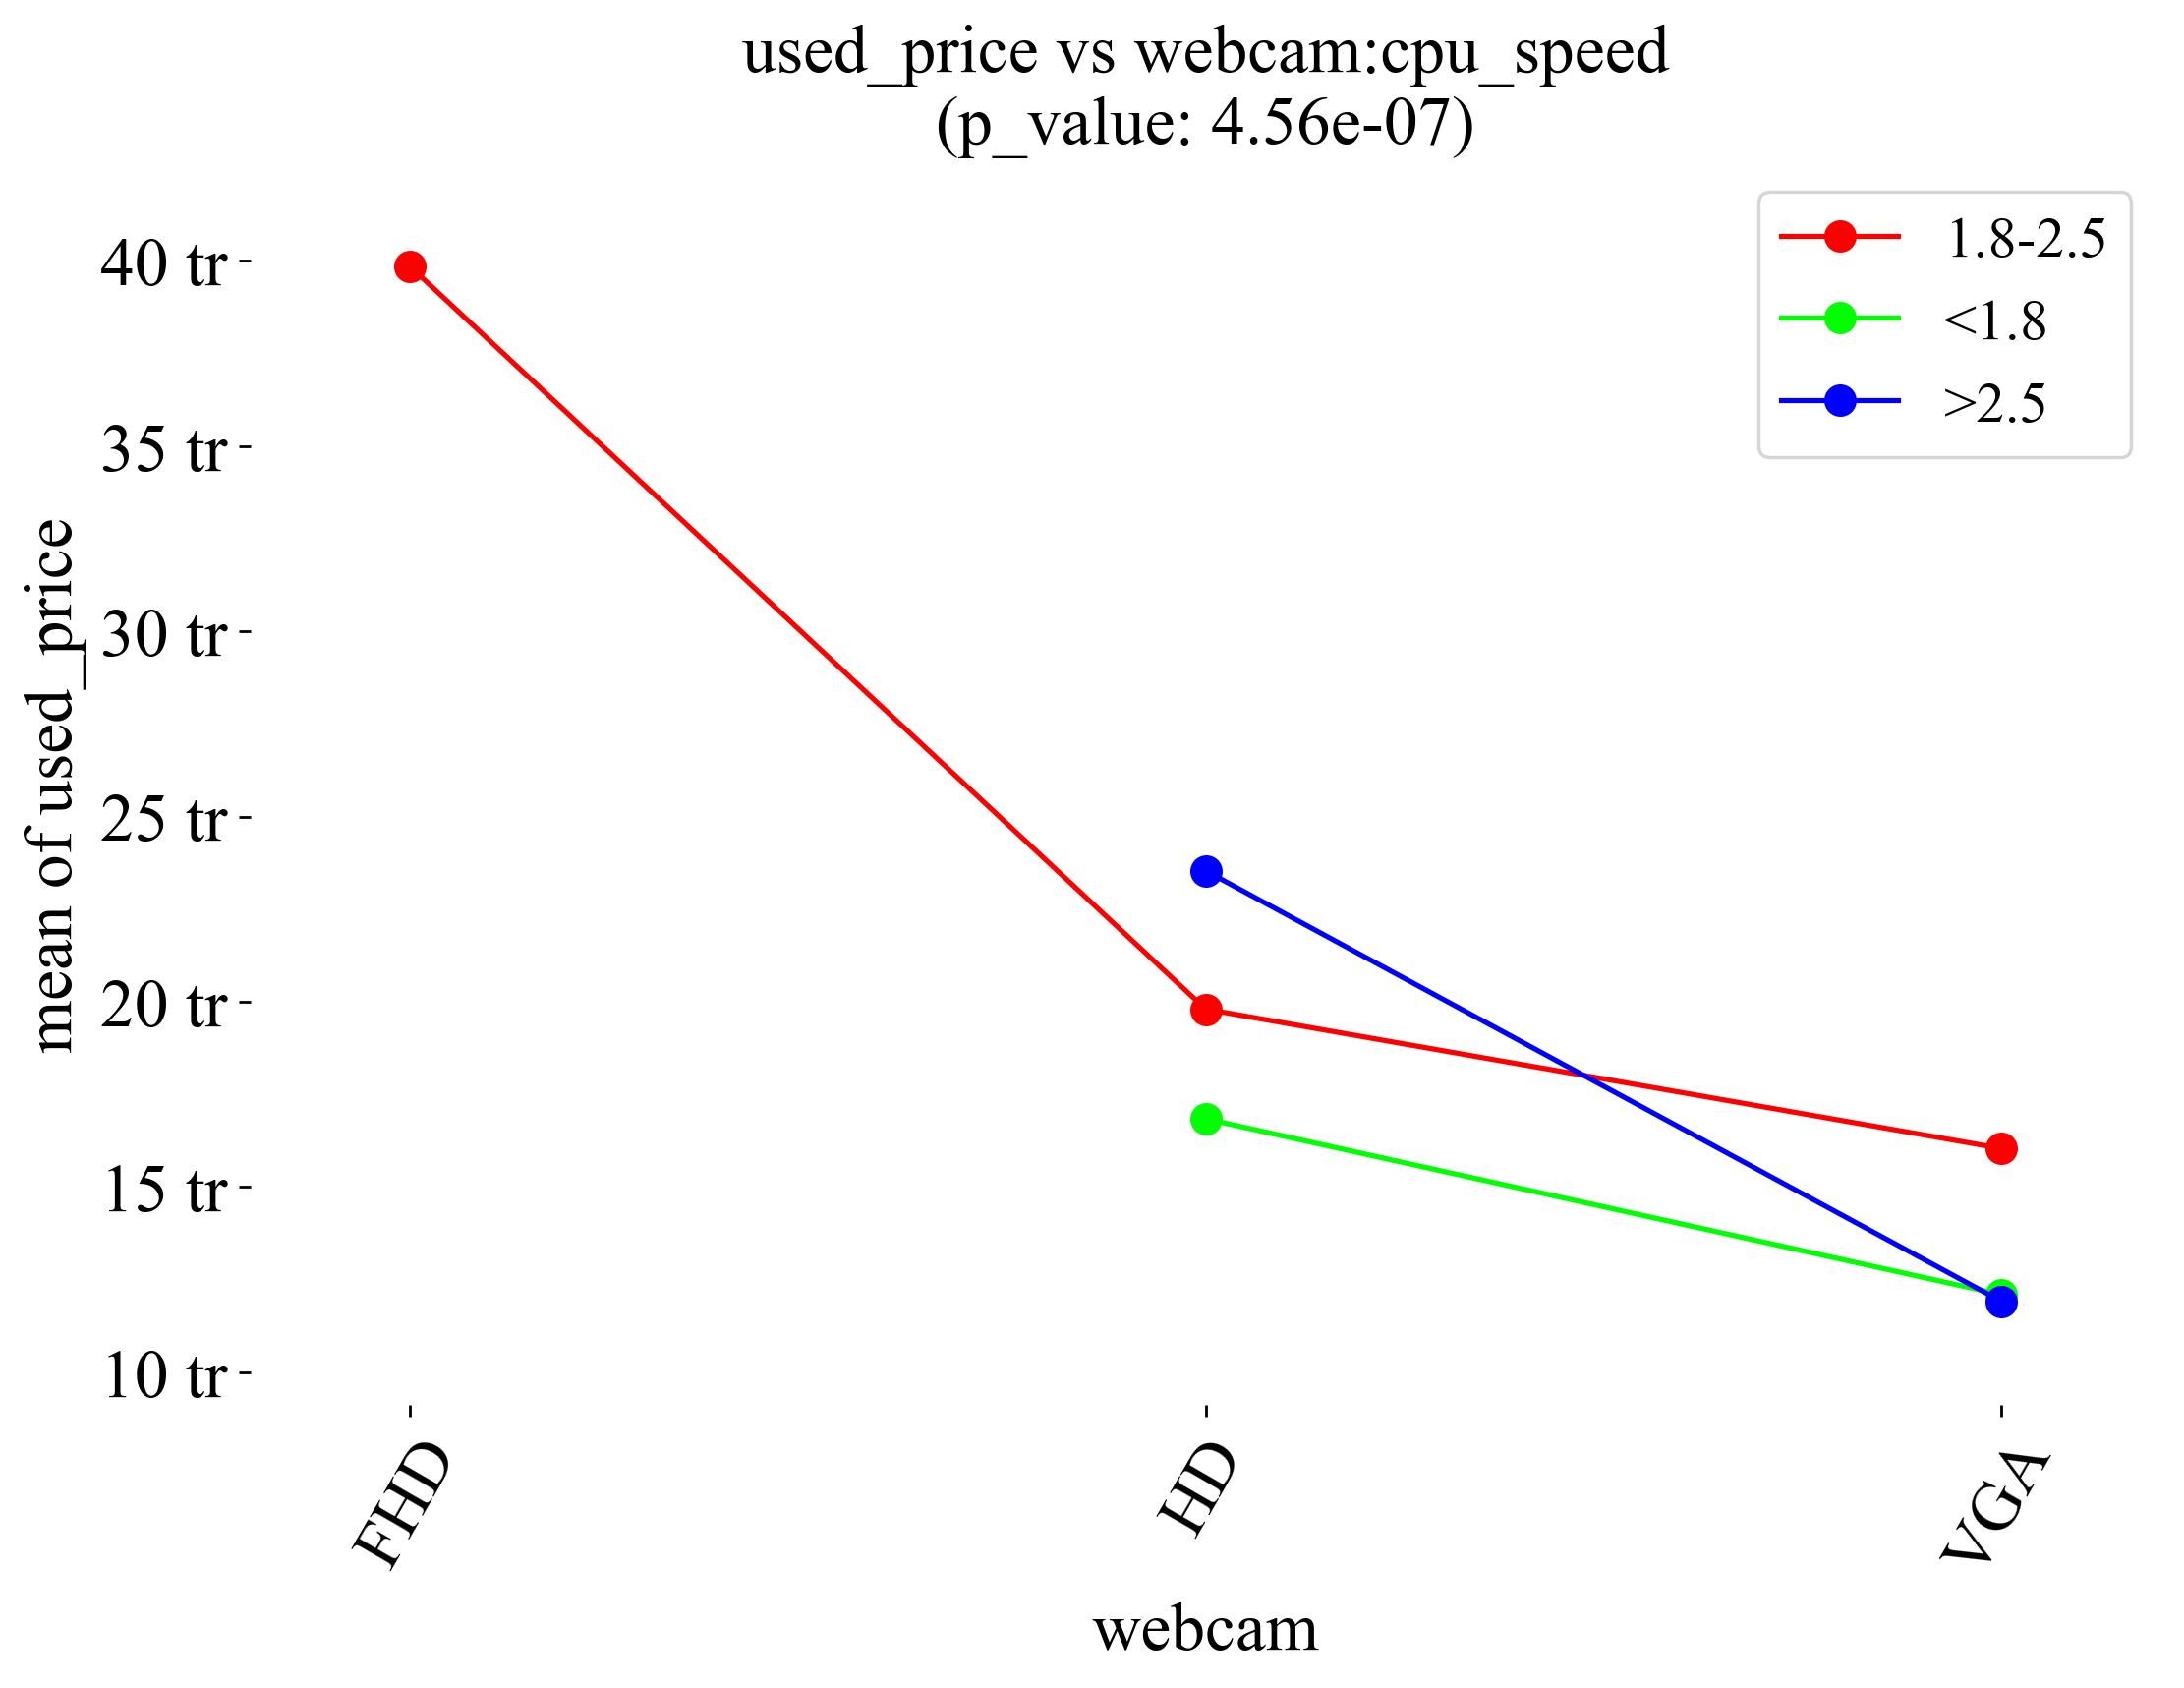 used_price vs webcam:cpu_speed
(p_value: 4.56e-07)
1.8-2.5
<1.8
>2.5
mean of used_price
40 tr
35 tr
30 tr
25 tr
20 tr
15 tr
10 tr
FHD
HD
VGA
webcam